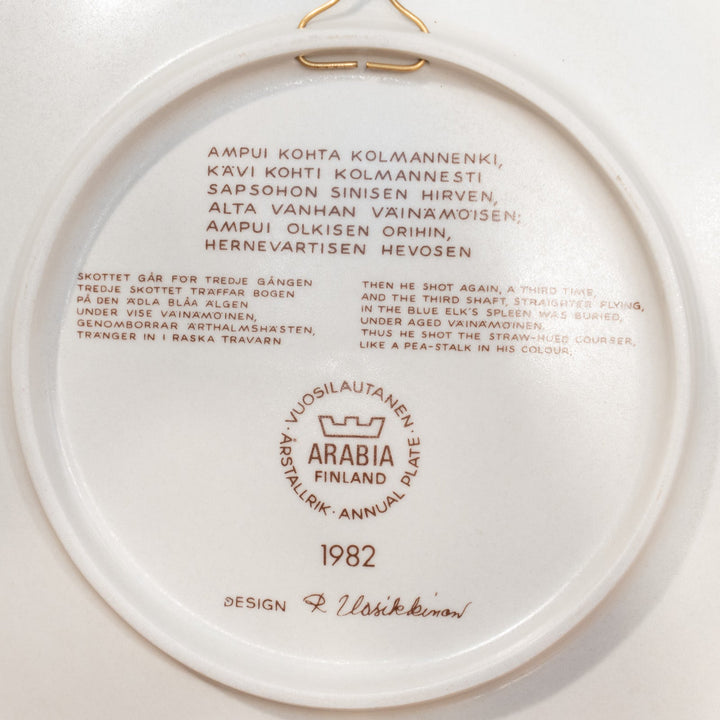 AMPUI KOHTA KOLMANNENKI,
KÄVI KOHTI KOLMANNESTI
SAPSOHON SINISEN HIRVEN,
ALTA VANHAN VÄINÄMÖISEN;
AMPUI OLKISEN ORIHIN,
HERNEVARTISEN HEVOSEN
SKOTTET GÅR FÖR TREDJE GÅNGEN
TREDJE SKOTTET TRÄFFAR BOGEN
PÅ DEN ÄDLA BLÅA ÄLGEN
UNDER VISE VÄINÄMÖINEN,
GENOMBORRAR ÄRTHALMSHÄSTEN,
TRÄNGER IN I RASKA TRAVARN
THEN HE SHOT AGAIN, A THIRD TIME,
AND THE THIRD SHAFT, STRAIGHTER FLYING,
IN THE BLUE ELK'S SPLEEN WAS BURIED,
UNDER AGED VÄINÄMÖINEN.
THUS HE SHOT THE STRAW-HUED COURSER,
LIKE A PEA-STALK IN HIS COLOUR,
· VUOSILAUTANEN ·
ARABIA
FINLAND
ÅRSTALLRIK · ANNUAL PLATE
1982
DESIGN R Uosikkinen